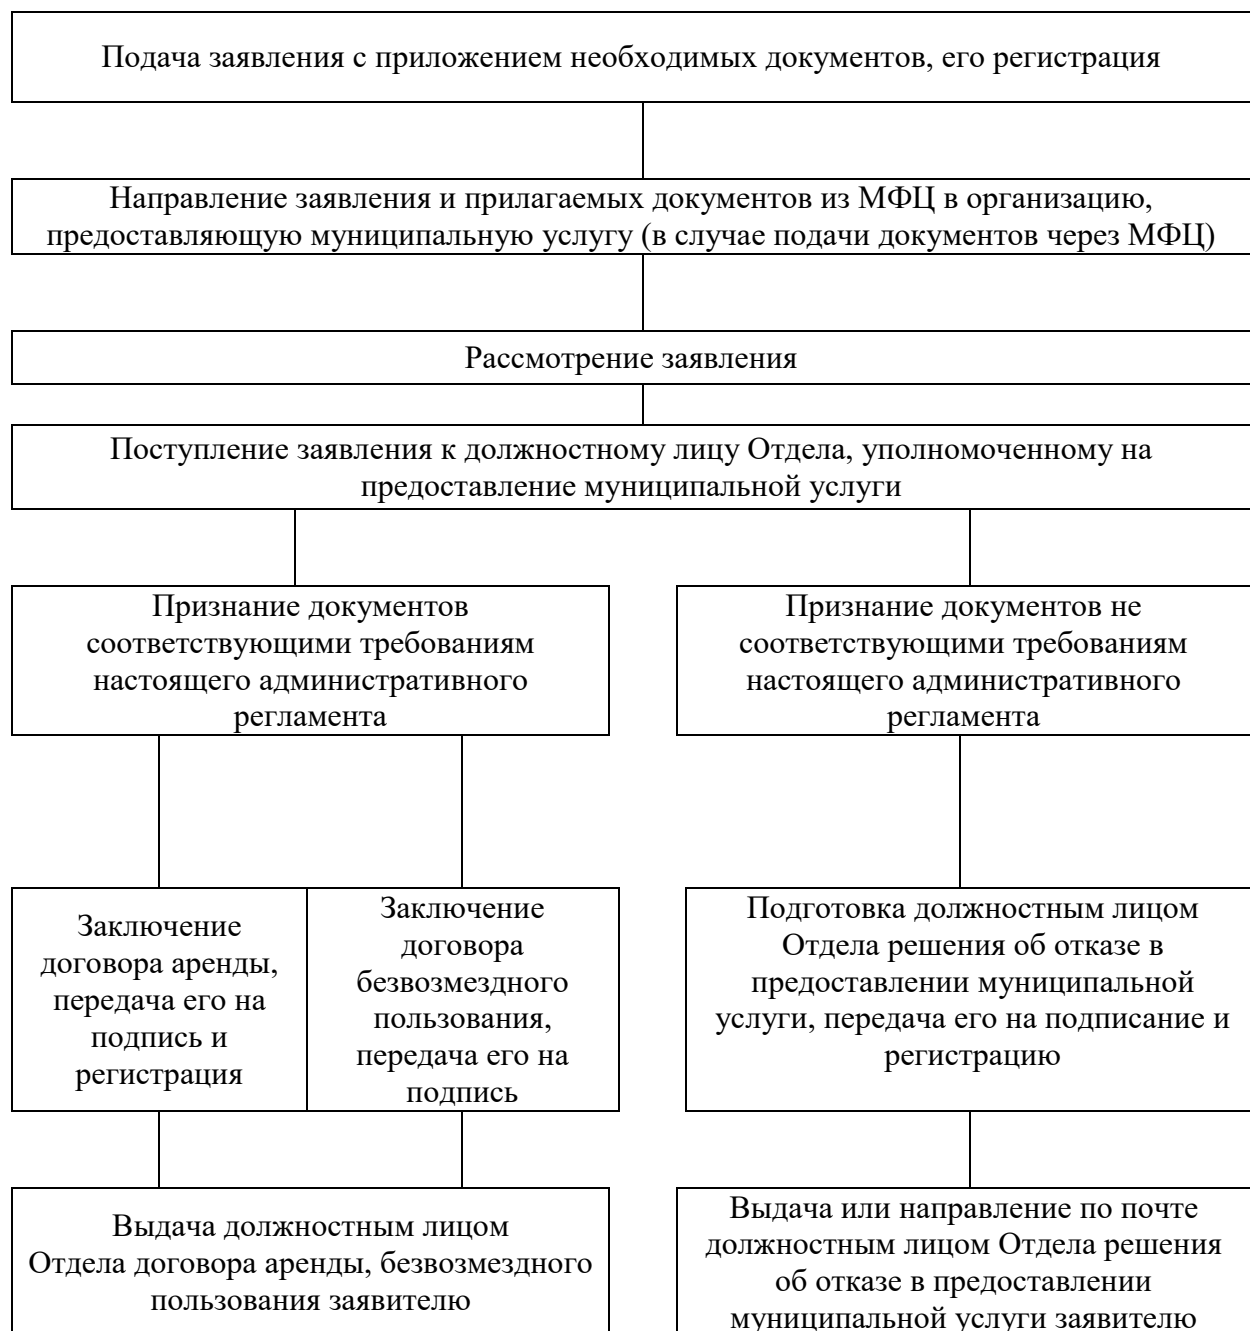 Подача заявления с приложением необходимых документов, его регистрация
Направление заявления и прилагаемых документов из МФЦ в организацию,
предоставляющую муниципальную услугу (в случае подачи документов через МФЦ)
Рассмотрение заявления
Поступление заявления к должностному лицу Отдела, уполномоченному на
предоставление муниципальной услуги
Признание документов
соответствующими требованиям
настоящего административного
регламента
Признание документов не
соответствующими требованиям
настоящего административного
регламента
Заключение
договора аренды,
передача его на
подпись и
регистрация
Заключение
договора
безвозмездного
пользования,
передача его на
подпись
Подготовка должностным лицом
Отдела решения об отказе в
предоставлении муниципальной
услуги, передача его на подписание и
регистрацию
Выдача должностным лицом
Отдела договора аренды, безвозмездного
пользования заявителю
Выдача или направление по почте
должностным лицом Отдела решения
об отказе в предоставлении
муниципальной услуги заявителю